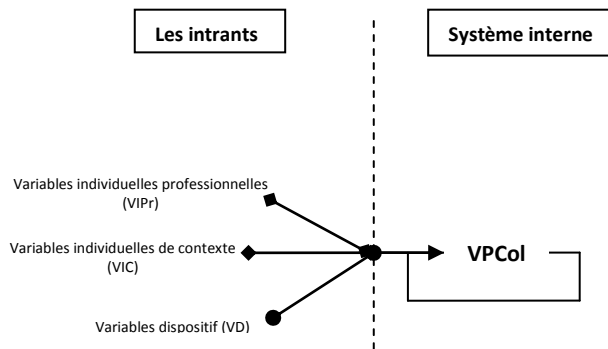 Les intrants
Système interne
Variables individuelles professionnelles
(VIPr)
Variables individuelles de contexte
(VIC)
VPCol
Variables dispositif (VD)